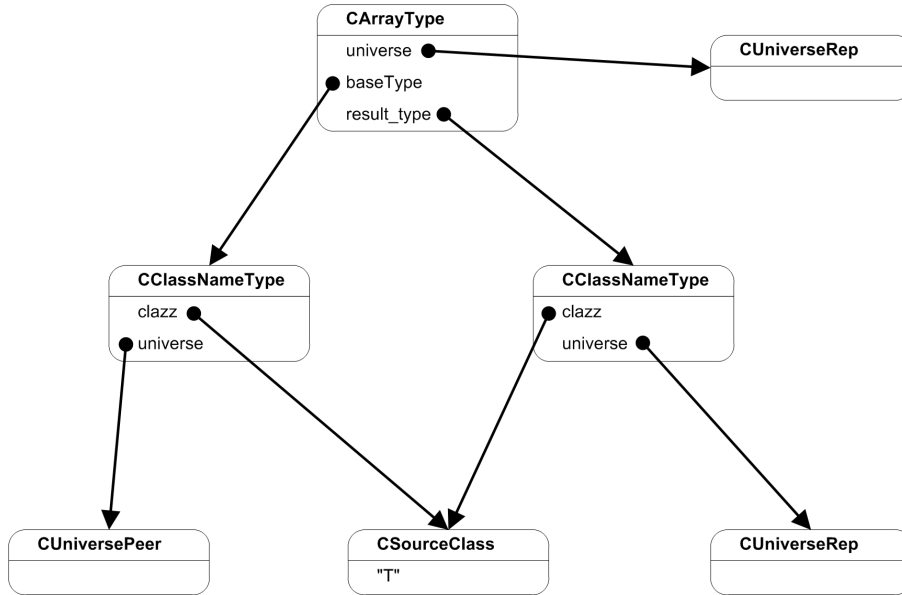 CArrayType
universe
baseType
result_type
CUniverseRep
CClassNameType
clazz
universe
CClassNameType
clazz
universe
CUniversePeer
CSourceClass
"T"
CUniverseRep